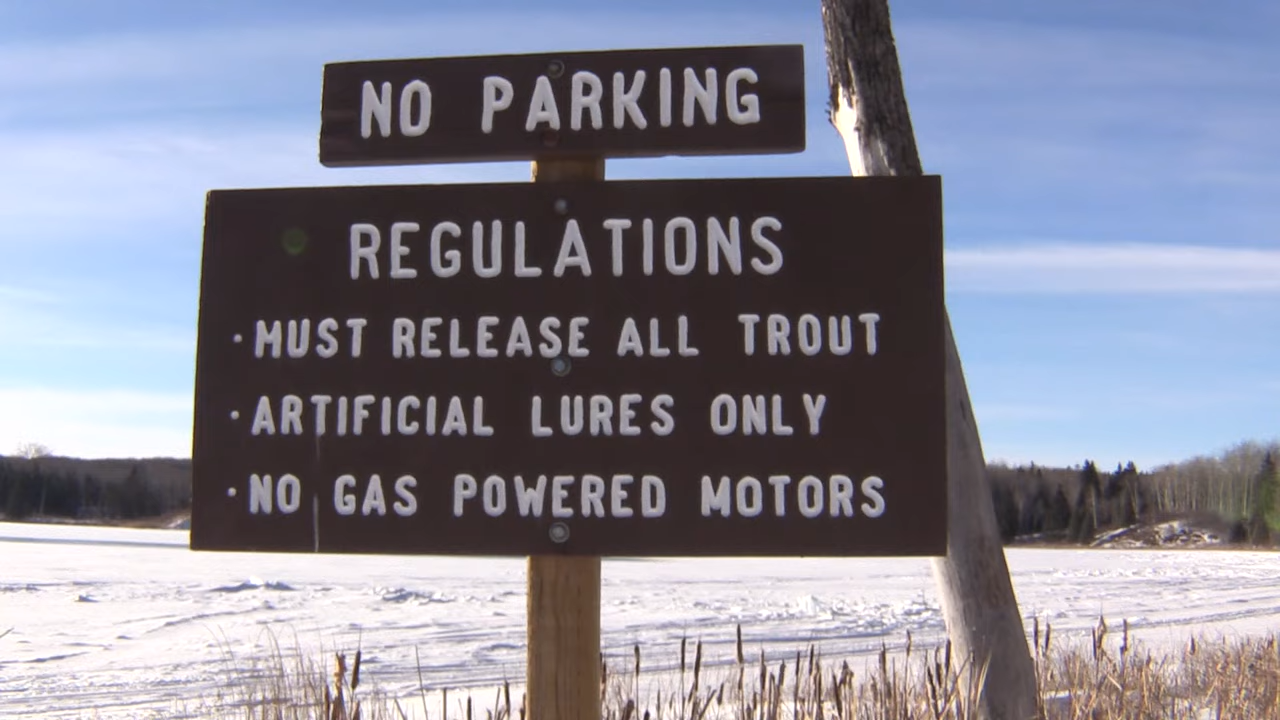 NO PARKING
REGULATIONS
· MUST RELEASE ALL TROUT
· ARTIFICIAL LURES ONLY
· NO GAS POWERED MOTORS